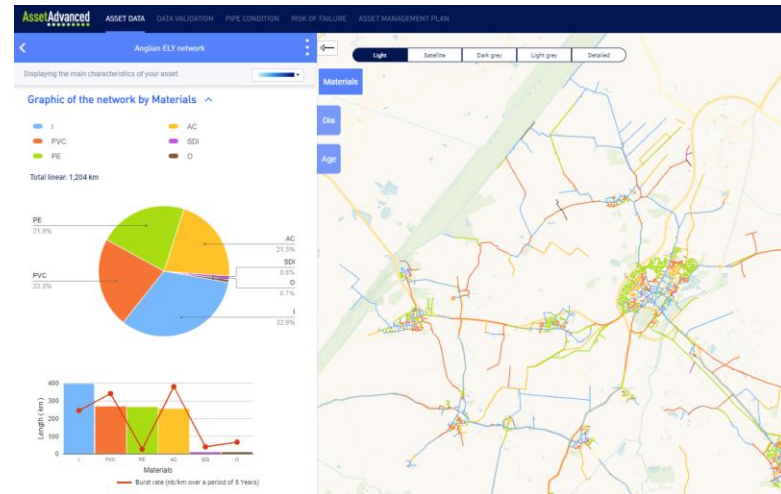 AssetAdvanced
ASSET DATA DATA VALIDATION PIPE CONDITION RISK OF FAILURE ASSET MANAGEMENT PLAN
Anglian ELY network
Displaying the main characteristics of your asset.
Light Satellite Dark grey Light grey Detailed
Materials
Dia
Age
Graphic of the network by Materials
I AC
PVC SDI
PE O
Total linear: 1,204 km
PE
21.9%
AC
21.3%
SDI
0.8%
PVC
22.3%
O
0.7%
I
32.9%
400
300
200
100
0
Length (km)
I PVC PE AC SDI O
Materials
Burst rate (nb/km over a period of 5 Years)